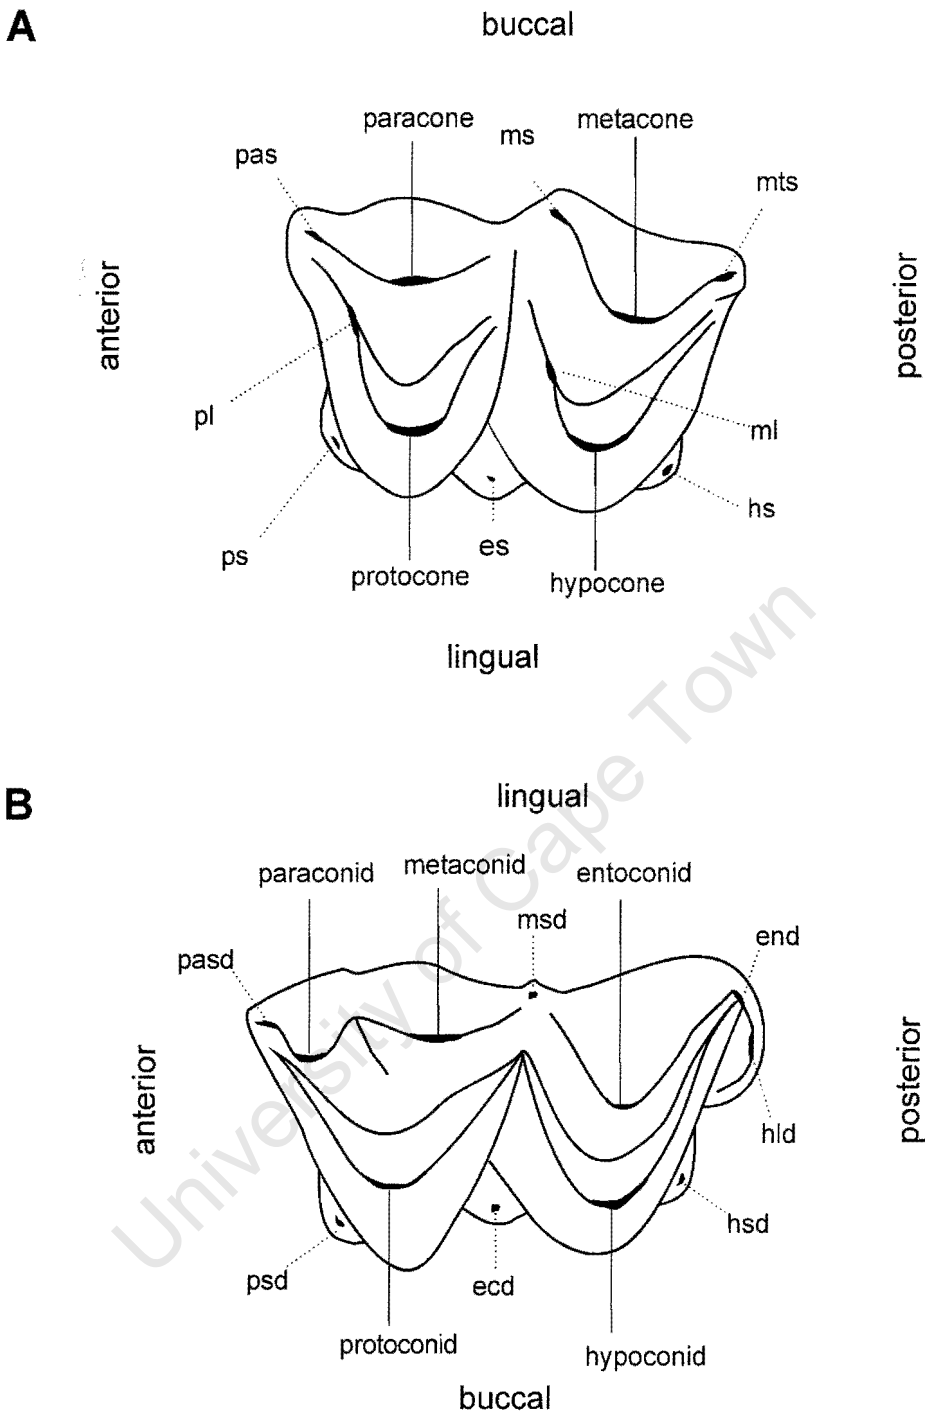 A
buccal
paracone
ms
metacone
pas
mts
anterior
posterior
pl
ml
ps
es
hs
protocone
hypocone
lingual
B
lingual
paraconid
metaconid
entoconid
msd
pasd
end
anterior
posterior
hld
psd
ecd
hsd
protoconid
hypoconid
buccal
University of Cape Town